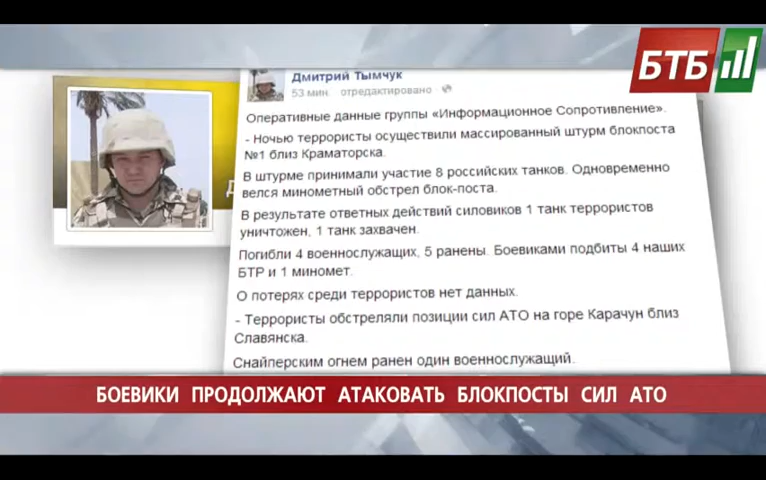 БТБ
Дмитрий Тымчук
53 мин. отредактировано
Оперативные данные группы «Информационное Сопротивление».
- Ночью террористы осуществили массированный штурм блокпоста
№1 близ Краматорска.
В штурме принимали участие 8 российских танков. Одновременно
велся минометный обстрел блок-поста.
В результате ответных действий силовиков 1 танк террористов
уничтожен, 1 танк захвачен.
Погибли 4 военнослужащих, 5 ранены. Боевиками подбиты 4 наших
БТР и 1 миномет.
О потерях среди террористов нет данных.
- Террористы обстреляли позиции сил АТО на горе Карачун близ
Славянска.
Снайперским огнем ранен один военнослужащий.
БОЕВИКИ ПРОДОЛЖАЮТ АТАКОВАТЬ БЛОКПОСТЫ СИЛ АТО